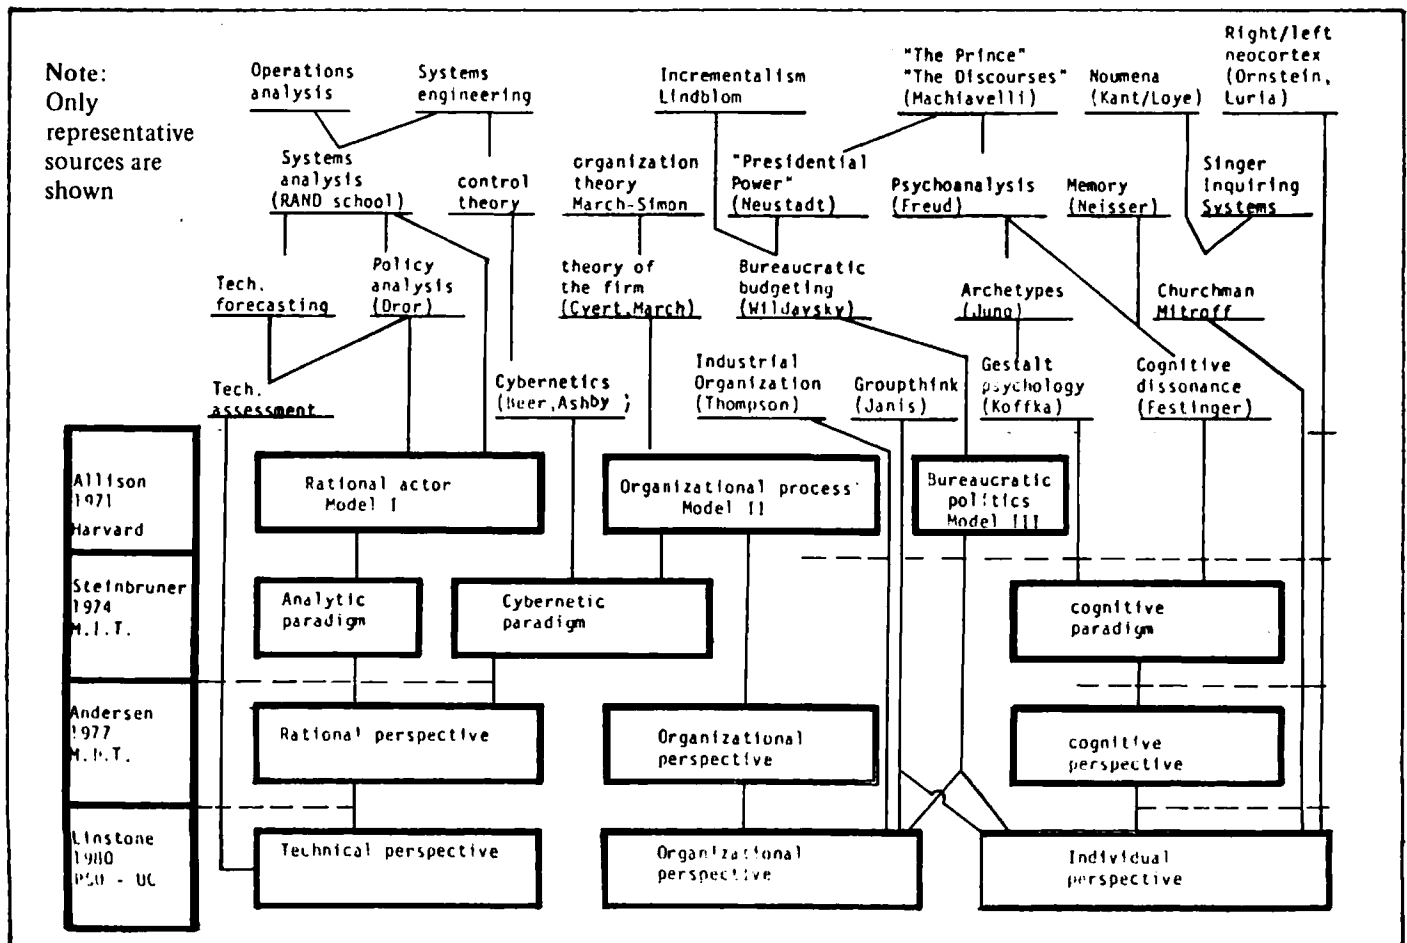 Note:
Only
representative
sources are
shown
Operations
analysis
Systems
engineering
Incrementalism
Lindblom
"The Prince"
"The Discourses"
(Machiavelli)
Noumena
(Kant/Loye)
Right/left
neocortex
(Ornstein,
Luria)
Systems
analysis
(RAND school)
control
theory
organization
theory
March-Simon
"Presidential
Power"
(Neustadt)
Psychoanalysis
(Freud)
Memory
(Neisser)
Singer
Inquiring
Systems
Tech.
forecasting
Policy
analysis
(Dror)
theory of
the firm
(Cyert,March)
Bureaucratic
budgeting
(Wildavsky)
Archetypes
(Jung)
Churchman
Mitroff
Tech.
assessment
Cybernetics
(Beer,Ashby)
Industrial
Organization
(Thompson)
Groupthink
(Janis)
Gestalt
psychology
(Koffka)
Cognitive
dissonance
(Festinger)
Allison
1971
Harvard
Rational actor
Model I
Organizational process
Model II
Bureaucratic
politics
Model III
Steinbruner
1974
M.I.T.
Analytic
paradigm
Cybernetic
paradigm
cognitive
paradigm
Andersen
1977
M.I.T.
Rational perspective
Organizational
perspective
cognitive
perspective
Linstone
1980
PSU - UC
Technical perspective
Organizational
perspective
Individual
perspective